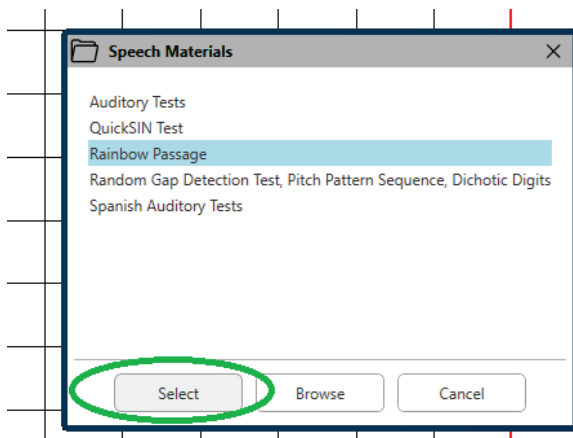 Speech Materials
Auditory Tests
QuickSIN Test
Rainbow Passage
Random Gap Detection Test, Pitch Pattern Sequence, Dichotic Digits
Spanish Auditory Tests
Select Browse Cancel